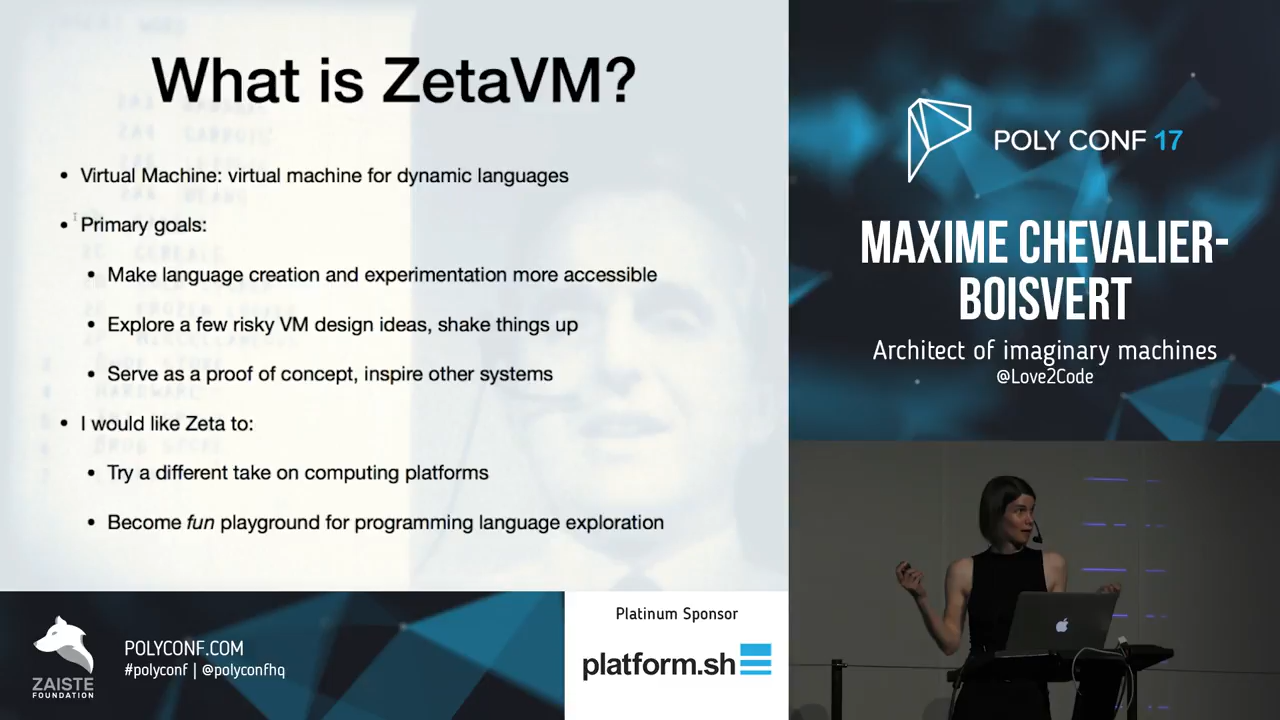 What is ZetaVM?
• Virtual Machine: virtual machine for dynamic languages
• Primary goals:
• Make language creation and experimentation more accessible
• Explore a few risky VM design ideas, shake things up
• Serve as a proof of concept, inspire other systems
• I would like Zeta to:
• Try a different take on computing platforms
• Become fun playground for programming language exploration
POLY CONF 17
MAXIME CHEVALIER-
BOISVERT
Architect of imaginary machines
@Love2Code
ZAISTE
FOUNDATION
POLYCONF.COM
#polyconf | @polyconfhq
Platinum Sponsor
platform.sh